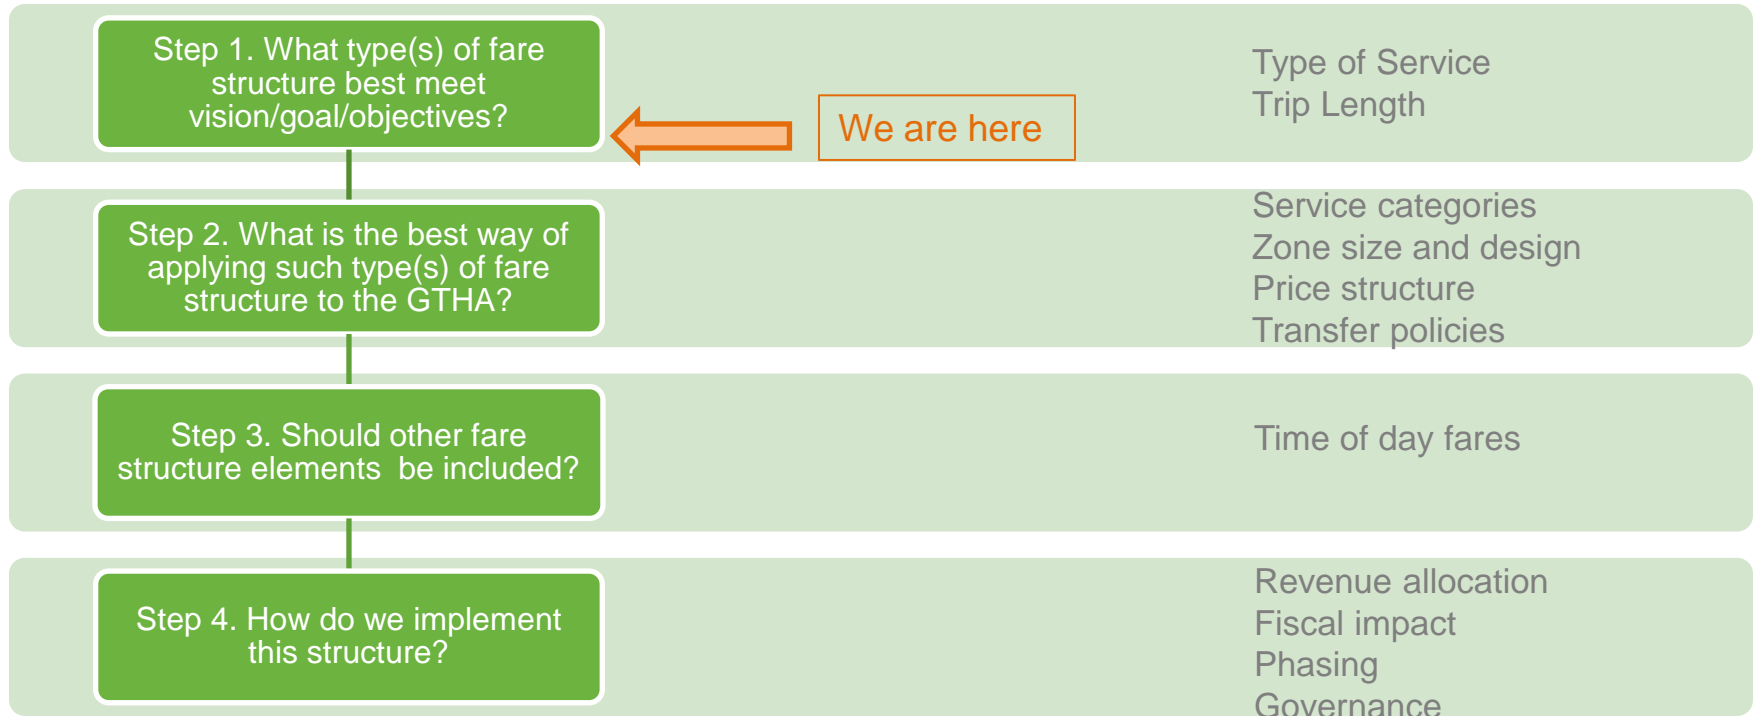 Step 1. What type(s) of fare
structure best meet
vision/goal/objectives?
We are here
Type of Service
Trip Length
Step 2. What is the best way of
applying such type(s) of fare
structure to the GTHA?
Service categories
Zone size and design
Price structure
Transfer policies
Step 3. Should other fare
structure elements  be included?
Time of day fares
Step 4. How do we implement
this structure?
Revenue allocation
Fiscal impact
Phasing
Governance